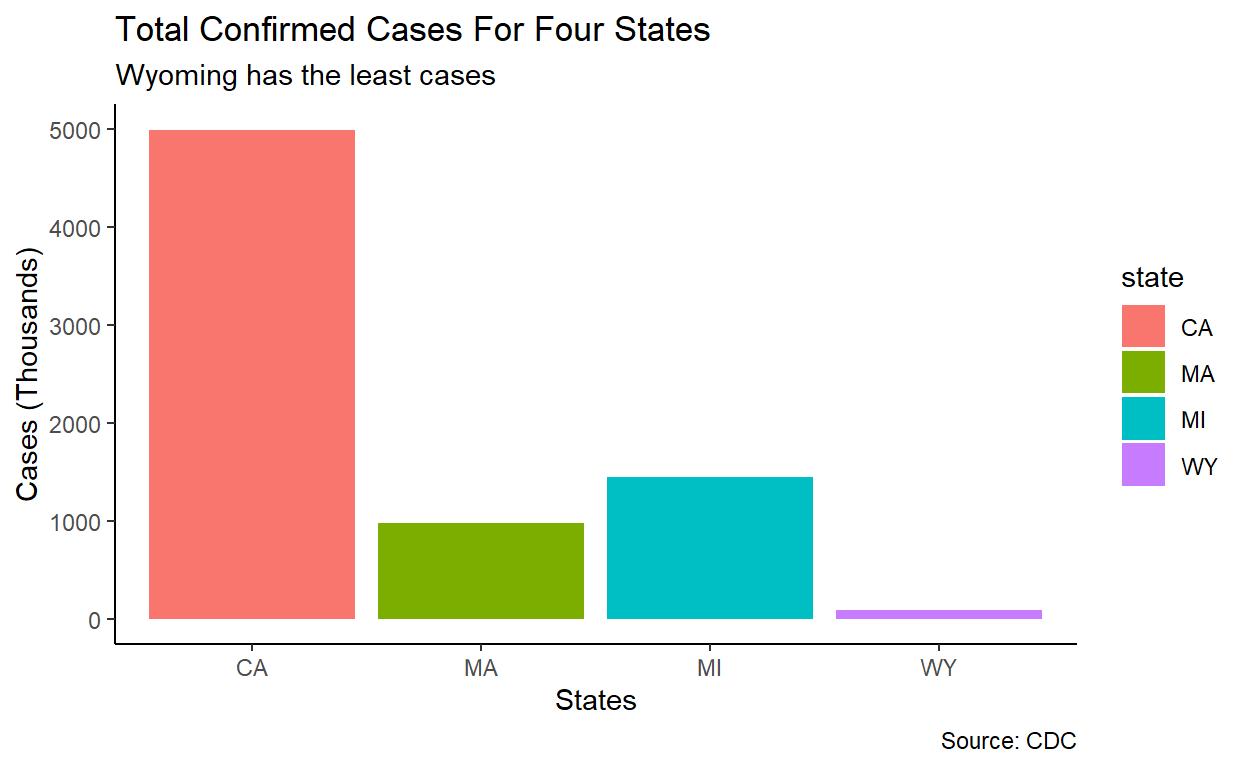 Total Confirmed Cases For Four States
Wyoming has the least cases
Cases (Thousands)
5000
4000
3000
2000
1000
0
CA
MA
MI
WY
States
state
CA
MA
MI
WY
Source: CDC